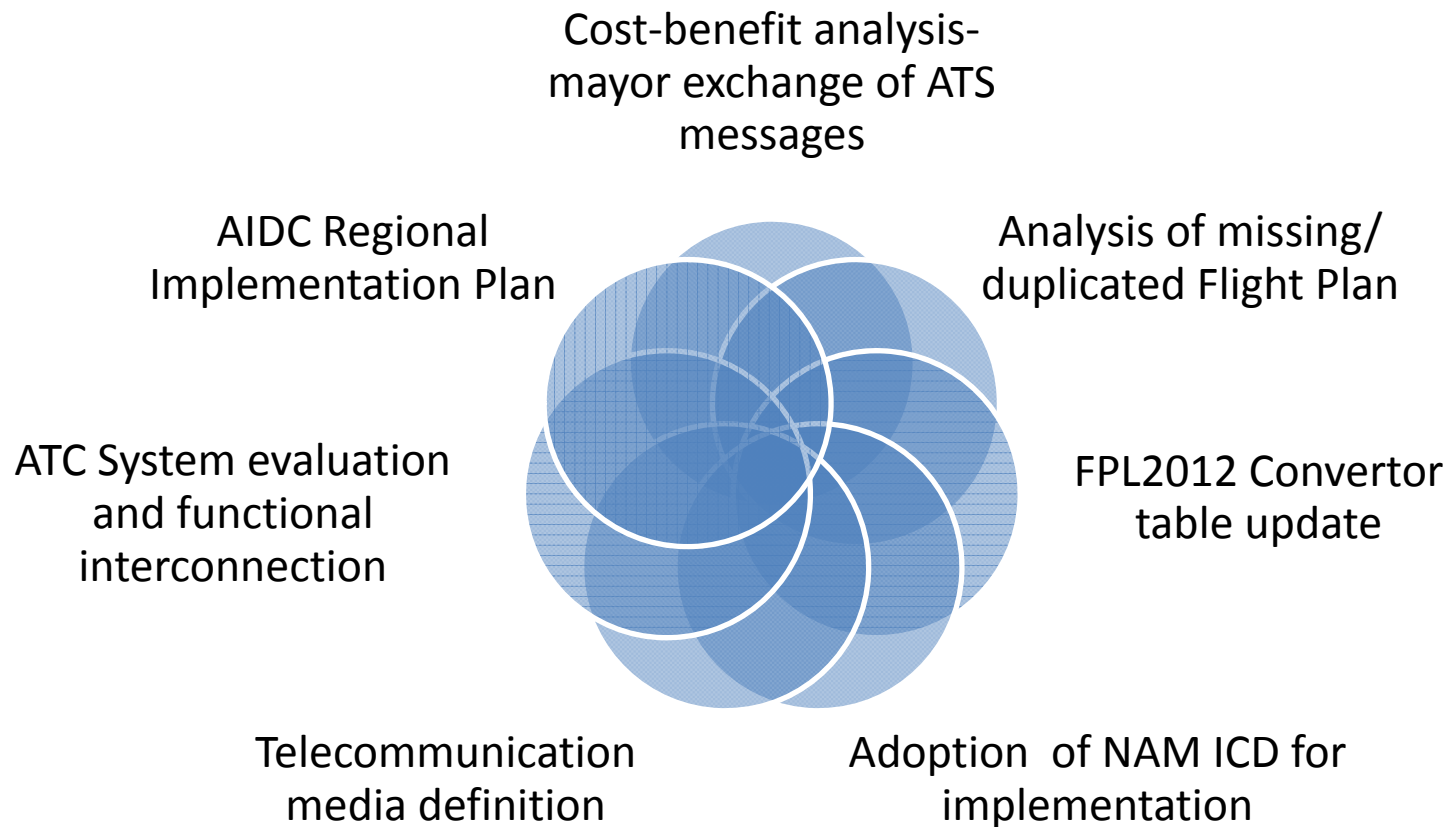 Cost-benefit analysis-
mayor exchange of ATS
messages
Analysis of missing/
duplicated Flight Plan
FPL2012 Convertor
table update
Adoption of NAM ICD for
implementation
Telecommunication
media definition
ATC System evaluation
and functional
interconnection
AIDC Regional
Implementation Plan